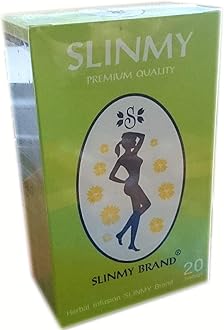 SLINMY
PREMIUM QUALITY
S
SLINMY BRAND®
20
Herbal infusion SLINMY Brand